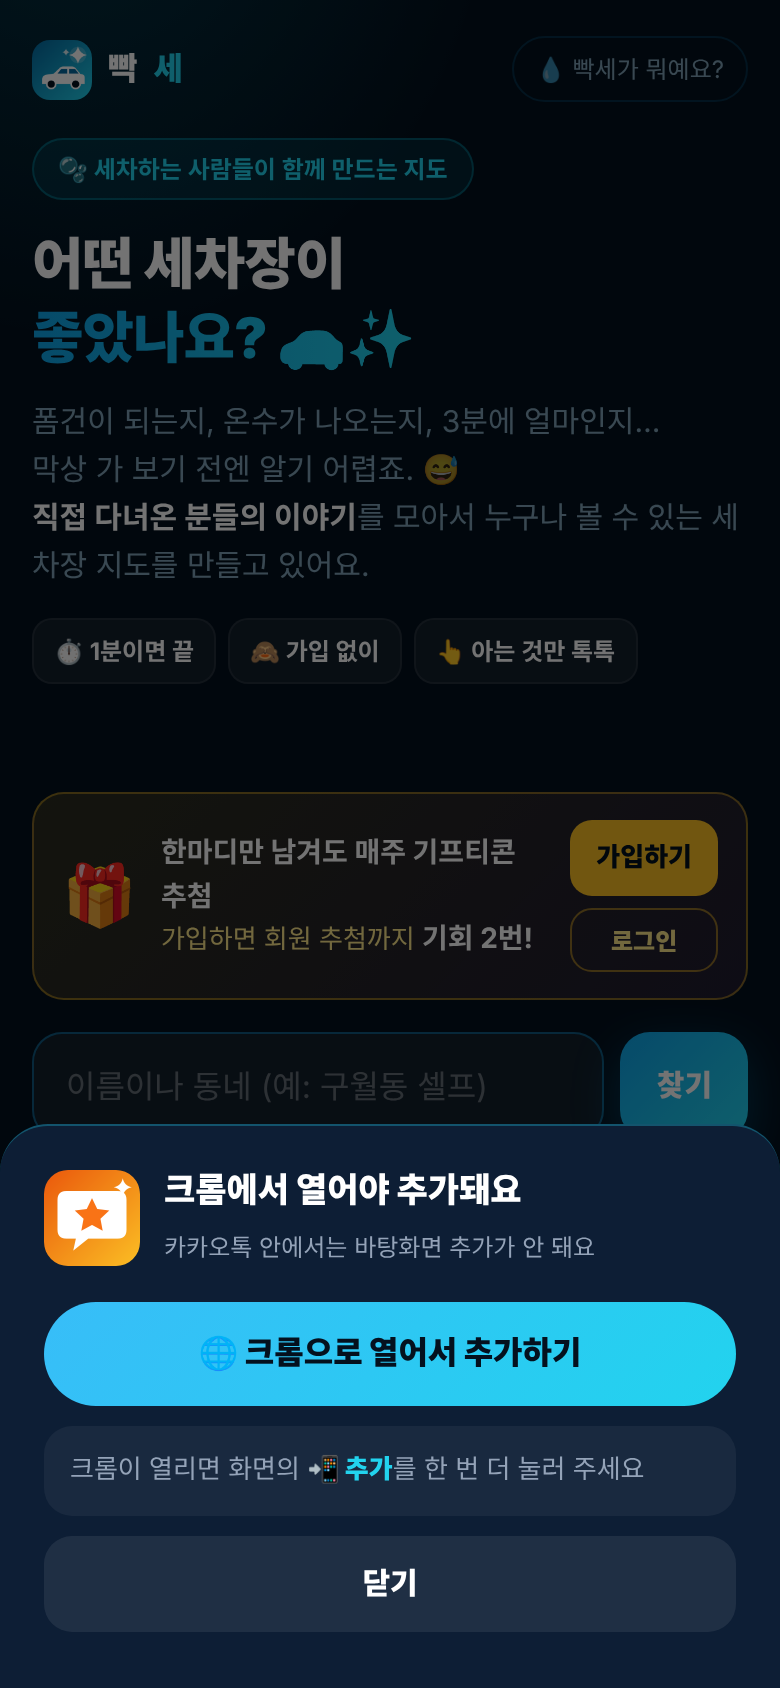 빡 세
💧 빡세가 뭐예요?
🫧 세차하는 사람들이 함께 만드는 지도
어떤 세차장이
좋았나요? 🚗✨
폼건이 되는지, 온수가 나오는지, 3분에 얼마인지...
막상 가 보기 전엔 알기 어렵죠. 😅
직접 다녀온 분들의 이야기를 모아서 누구나 볼 수 있는 세
차장 지도를 만들고 있어요.
⏱️ 1분이면 끝
🙈 가입 없이
👆 아는 것만 톡톡
한마디만 남겨도 매주 기프티콘
추첨
가입하면 회원 추첨까지 기회 2번!
가입하기
로그인
이름이나 동네 (예: 구월동 셀프)
찾기
크롬에서 열어야 추가돼요
카카오톡 안에서는 바탕화면 추가가 안 돼요
🌐 크롬으로 열어서 추가하기
크롬이 열리면 화면의 📲 추가를 한 번 더 눌러 주세요
닫기